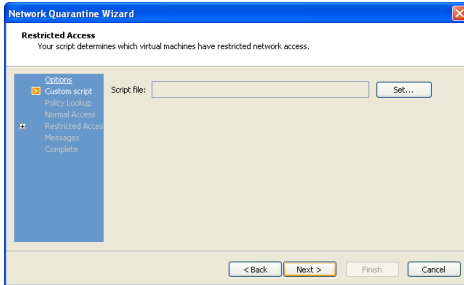 Network Quarantine Wizard
Restricted Access
Your script determines which virtual machines have restricted network access.
Options
Custom script
Policy Lookup
Normal Access
Restricted Acces
Messages
Complete
Script file:
Set...
< Back
Next >
Finish
Cancel